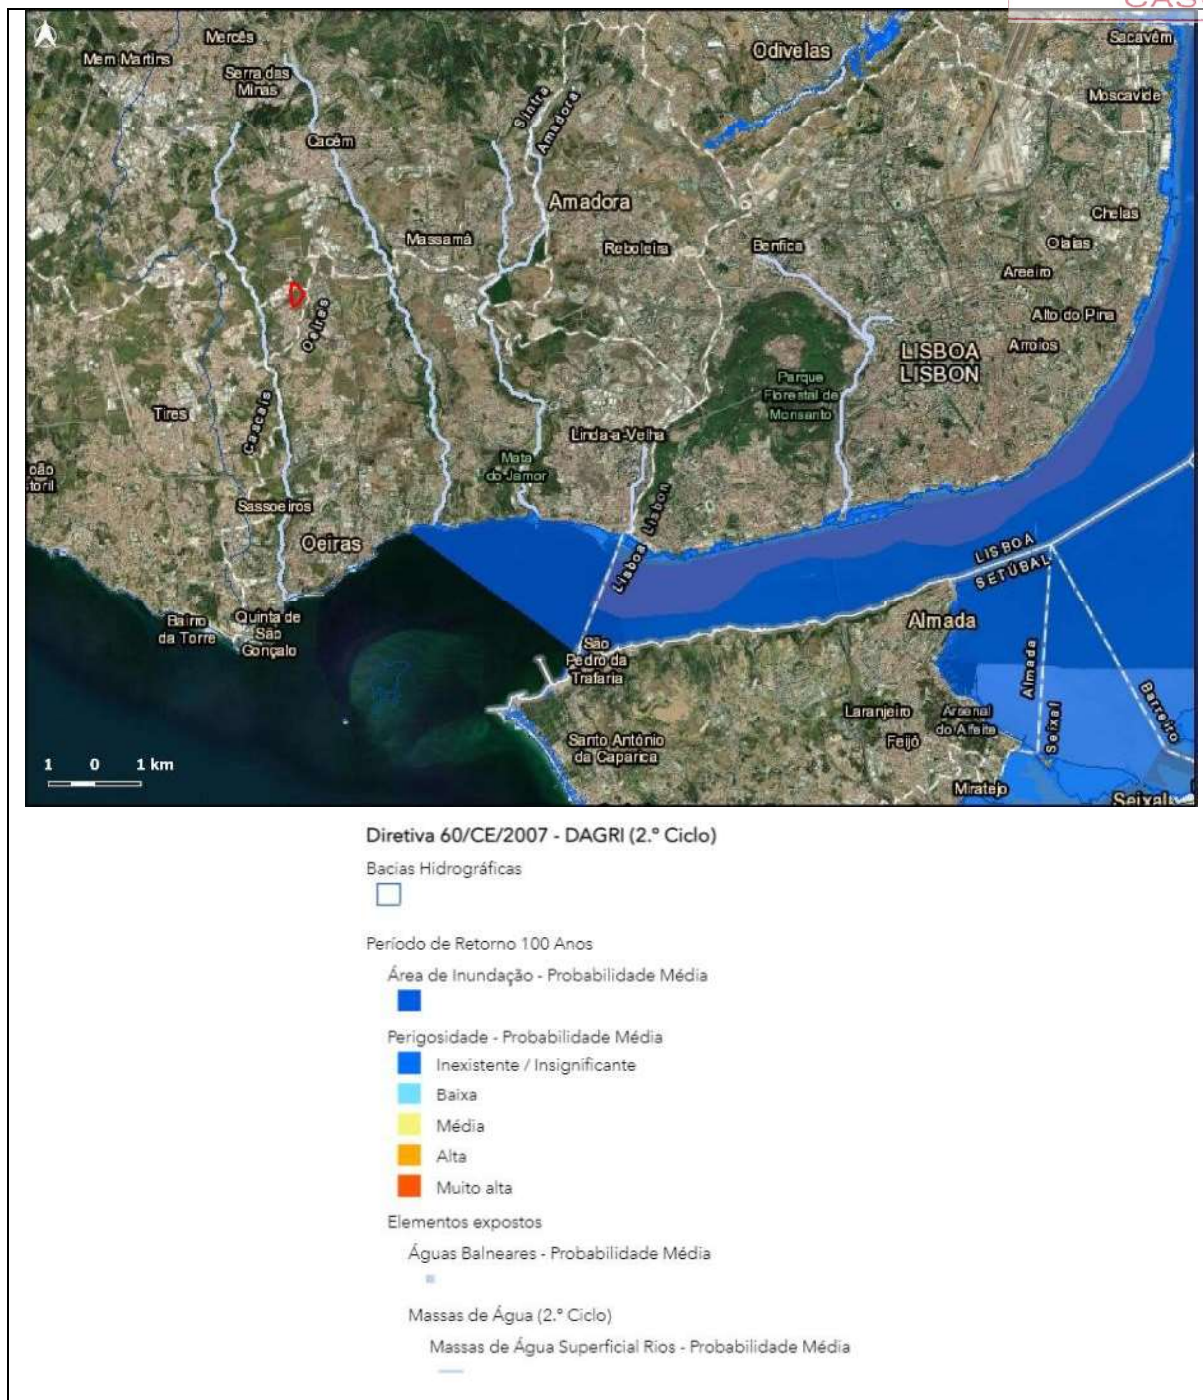 CAS
Mem Martins
Mercês
Serra das
Minas
Cacém
Sintra
Amadora
Odivelas
Sacavém
Moscavide
Amadora
Massamá
Reboleira
Benfica
Chelas
Olaias
Areeiro
Alto do Pina
Arroios
LISBOA
LISBON
Oeiras
Parque
Florestal de
Monsanto
Tires
Cascais
Linda-a-Velha
Mata
do Jamor
oão
toril
Sassoeiros
Oeiras
Lisboa Lisbon
LISBOA
SETÚBAL
Bairro
da Torre
Quinta de
São
Gonçalo
São
Pedro da
Trafaria
Almada
Almada
Seixal
Barreiro
Laranjeiro
Arsenal
do Alfeite
Feijó
Santo António
da Caparica
Miratejo
Seixal
1 0 1 km
Diretiva 60/CE/2007 - DAGRI (2.º Ciclo)
Bacias Hidrográficas
Período de Retorno 100 Anos
Área de Inundação - Probabilidade Média
Perigosidade - Probabilidade Média
Inexistente / Insignificante
Baixa
Média
Alta
Muito alta
Elementos expostos
Águas Balneares - Probabilidade Média
Massas de Água (2.º Ciclo)
Massas de Água Superficial Rios - Probabilidade Média